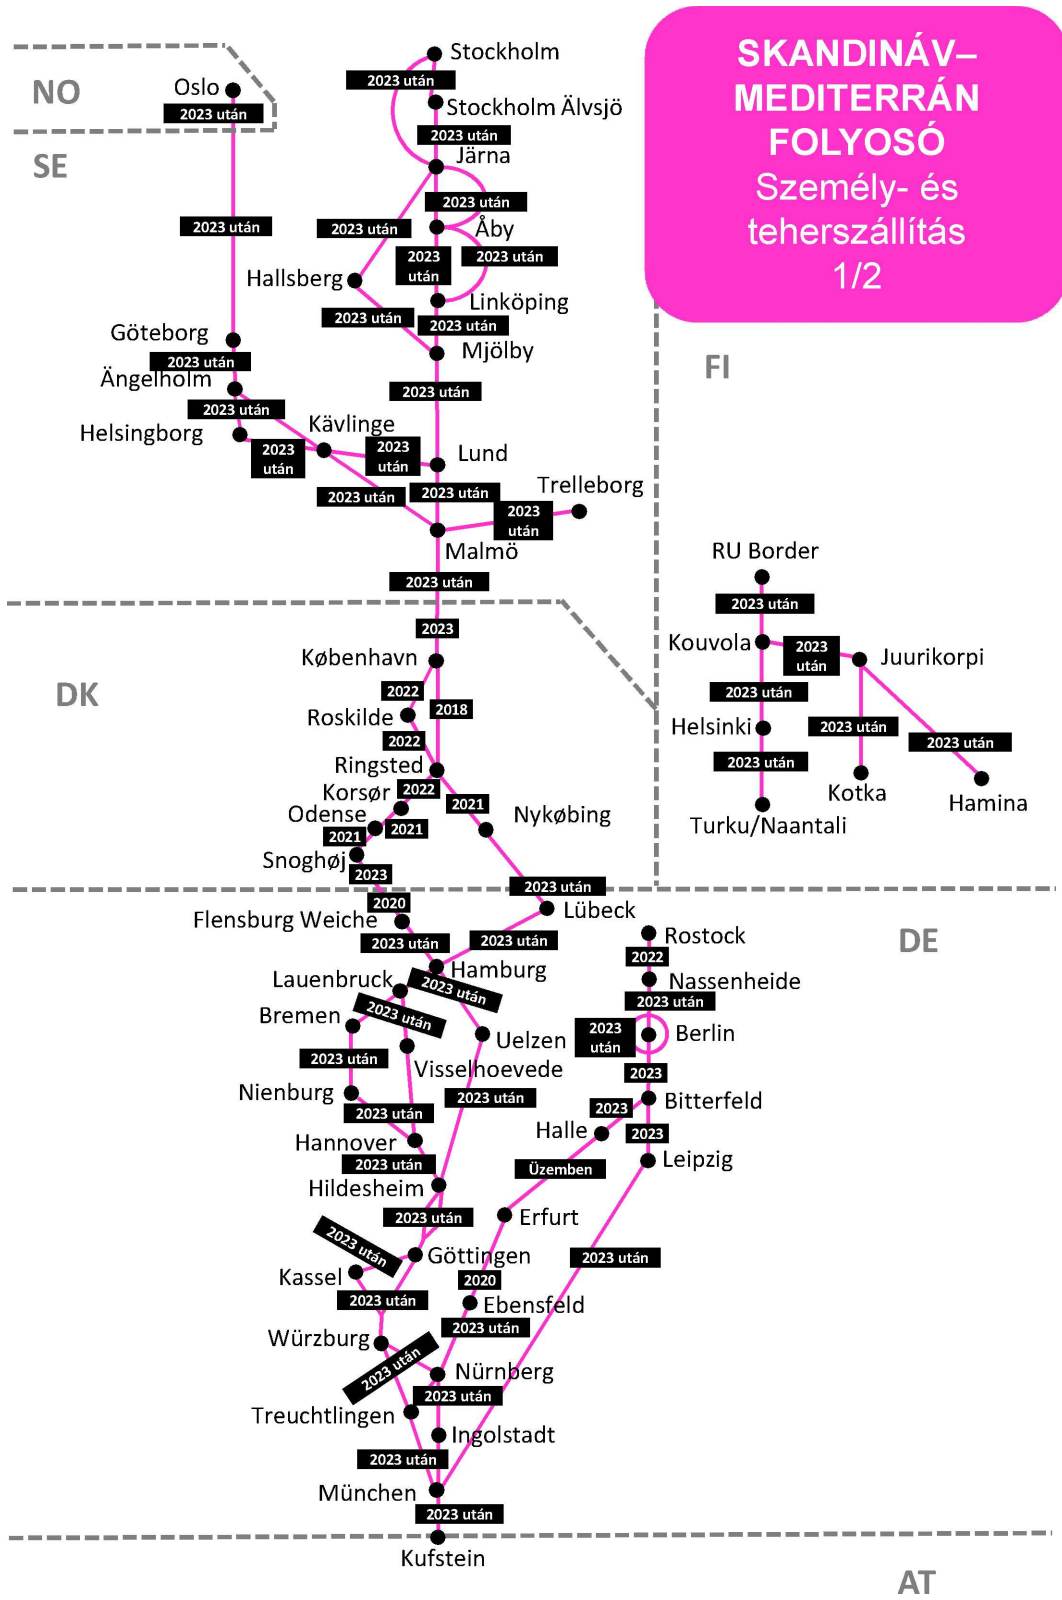 SKANDINÁV–
MEDITERRÁN
FOLYOSÓ
Személy- és
teherszállítás
1/2
NO
Oslo
2023 után
SE
Stockholm
2023 után
Stockholm Älvsjö
2023 után
Järna
2023 után
2023 után
2023 után
Åby
2023
után
2023 után
Hallsberg
Linköping
2023 után
2023 után
Göteborg
Mjölby
2023 után
Ängelholm
2023 után
2023 után
Helsingborg
Kävlinge
2023
után
2023
után
Lund
2023 után
2023 után
Trelleborg
2023
után
Malmö
2023 után
FI
RU Border
2023 után
Kouvola
2023
után
Juurikorpi
2023 után
Helsinki
2023 után
2023 után
2023 után
Kotka
Hamina
Turku/Naantali
DK
2023
København
2022
2018
Roskilde
2022
Ringsted
Korsør
2022
2021
Odense
2021
2021
Nykøbing
Snoghøj
2023
2023 után
DE
2020
Flensburg Weiche
Lübeck
2023 után
2023 után
Rostock
2022
Hamburg
Lauenbruck
2023 után
Nassenheide
2023 után
2023 után
Bremen
Uelzen
2023
után
Berlin
2023 után
Visselhoevede
2023
Nienburg
2023 után
2023 után
2023
Bitterfeld
Hannover
Halle
2023
2023 után
Leipzig
Üzemben
Hildesheim
2023 után
Erfurt
2023 után
Göttingen
2023 után
Kassel
2020
2023 után
Ebensfeld
2023 után
Würzburg
2023 után
Nürnberg
2023 után
Treuchtlingen
Ingolstadt
2023 után
München
2023 után
Kufstein
AT